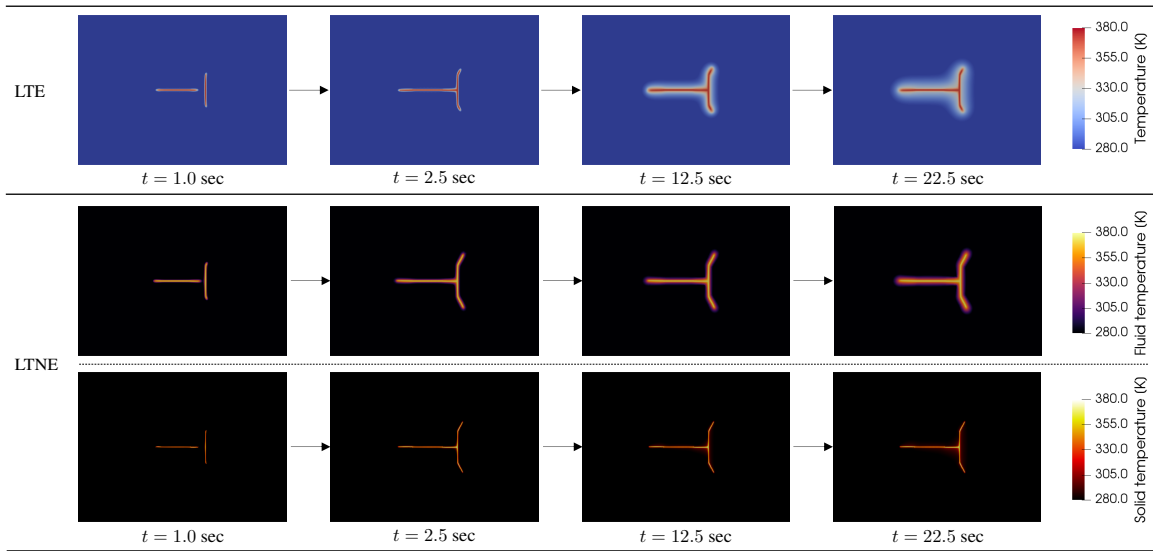 LTE
380.0
355.0
330.0
305.0
280.0
Temperature (K)
t = 1.0 sec
t = 2.5 sec
t = 12.5 sec
t = 22.5 sec
LTNE
380.0
355.0
330.0
305.0
280.0
Fluid temperature (K)
380.0
355.0
330.0
305.0
280.0
Solid temperature (K)
t = 1.0 sec
t = 2.5 sec
t = 12.5 sec
t = 22.5 sec